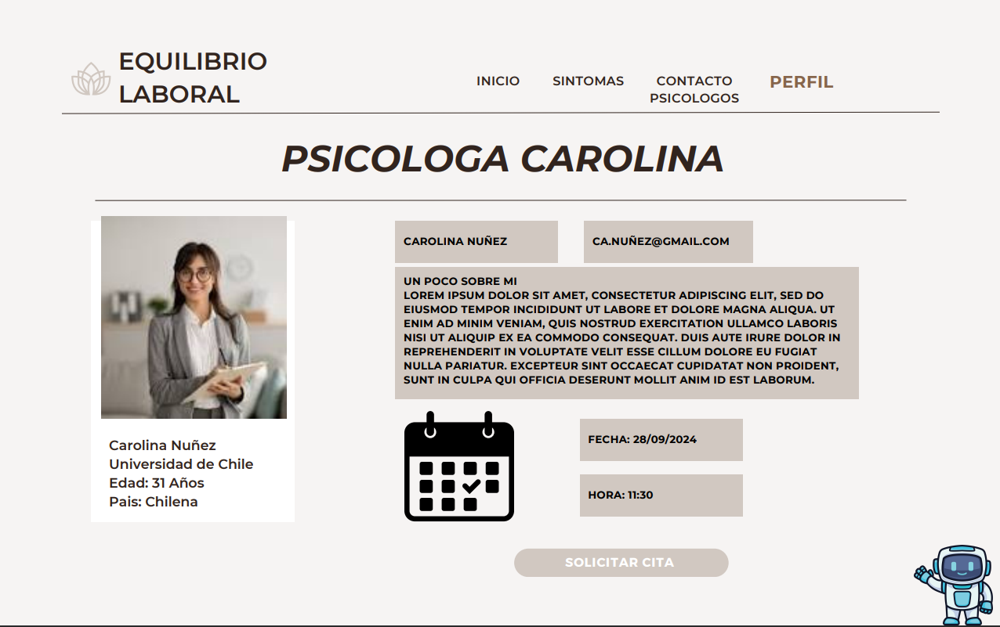 EQUILIBRIO
LABORAL
INICIO
SINTOMAS
CONTACTO
PSICOLOGOS
PERFIL
PSICOLOGA CAROLINA
Carolina Nuñez
Universidad de Chile
Edad: 31 Años
Pais: Chilena
CAROLINA NUÑEZ
CA.NUÑEZ@GMAIL.COM
UN POCO SOBRE MI
LOREM IPSUM DOLOR SIT AMET, CONSECTETUR ADIPISCING ELIT, SED DO
EIUSMOD TEMPOR INCIDIDUNT UT LABORE ET DOLORE MAGNA ALIQUA. UT
ENIM AD MINIM VENIAM, QUIS NOSTRUD EXERCITATION ULLAMCO LABORIS
NISI UT ALIQUIP EX EA COMMODO CONSEQUAT. DUIS AUTE IRURE DOLOR IN
REPREHENDERIT IN VOLUPTATE VELIT ESSE CILLUM DOLORE EU FUGIAT
NULLA PARIATUR. EXCEPTEUR SINT OCCAECAT CUPIDATAT NON PROIDENT,
SUNT IN CULPA QUI OFFICIA DESERUNT MOLLIT ANIM ID EST LABORUM.
FECHA: 28/09/2024
HORA: 11:30
SOLICITAR CITA